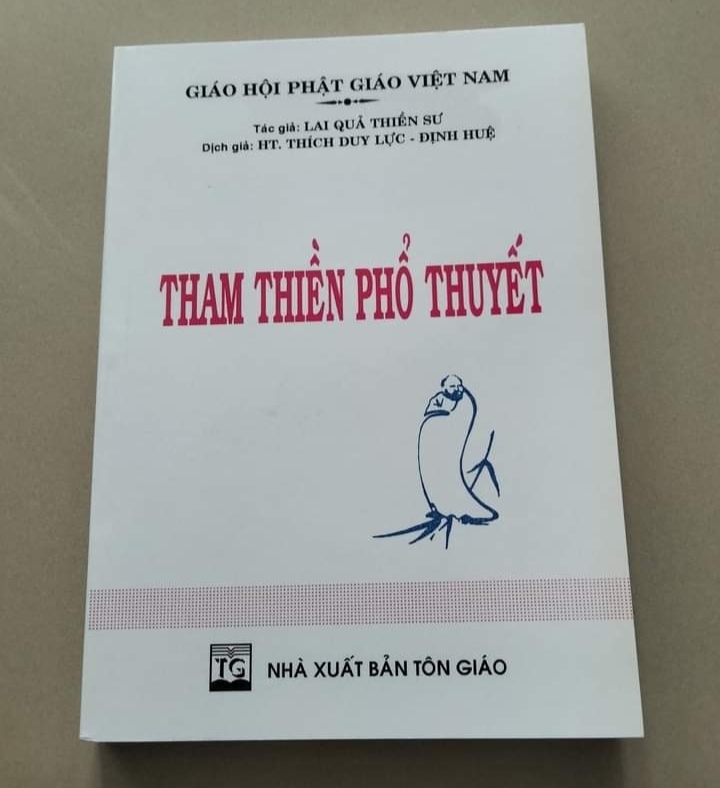 GIÁO HỘI PHẬT GIÁO VIỆT NAM
Tác giả: LAI QUẢ THIỀN SƯ
Dịch giả: HT. THÍCH DUY LỰC - ĐỊNH HUỆ
THAM THIỀN PHỔ THUYẾT
TG NHÀ XUẤT BẢN TÔN GIÁO